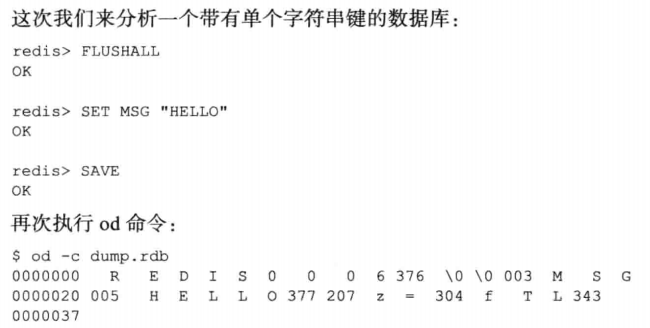 这次我们来分析一个带有单个字符串键的数据库：
redis> FLUSHALL
OK
redis> SET MSG "HELLO"
OK
redis> SAVE
OK
再次执行 od 命令：
$ od -c dump.rdb
0000000 R E D I S 0 0 0 6 376 \0 \0 003 M S G
0000020 005 H E L L O 377 207 z = 304 f T L 343
0000037